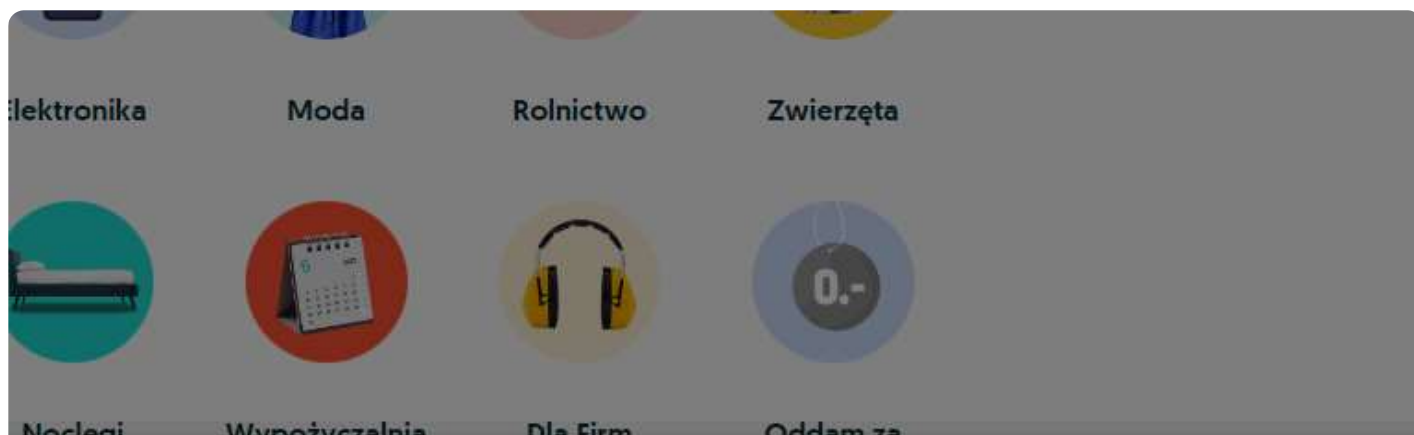 Elektronika Moda Rolnictwo Zwierzęta
0.-
Noclegi Wypożyczalnia Dla Firm Oddam za